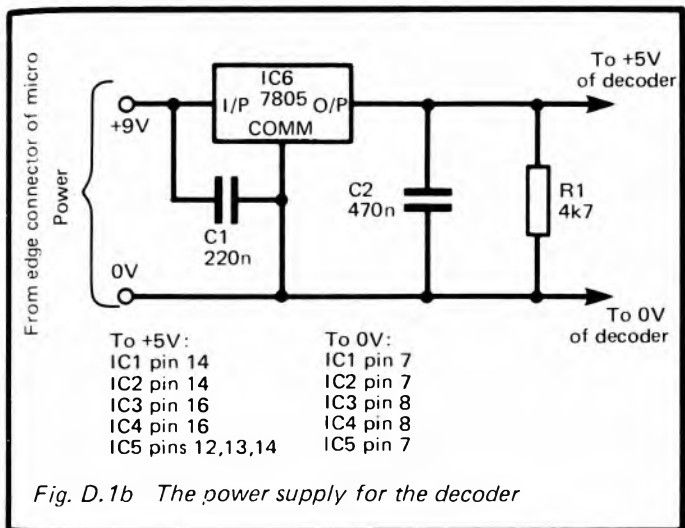 From edge connector of micro
Power
+9V
0V
IC6
7805
I/P
O/P
COMM
C1
220n
C2
470n
R1
4k7
To +5V
of decoder
To 0V
of decoder
To +5V:
IC1 pin 14
IC2 pin 14
IC3 pin 16
IC4 pin 16
IC5 pins 12,13,14
To 0V:
IC1 pin 7
IC2 pin 7
IC3 pin 8
IC4 pin 8
IC5 pin 7
Fig. D.1b The power supply for the decoder